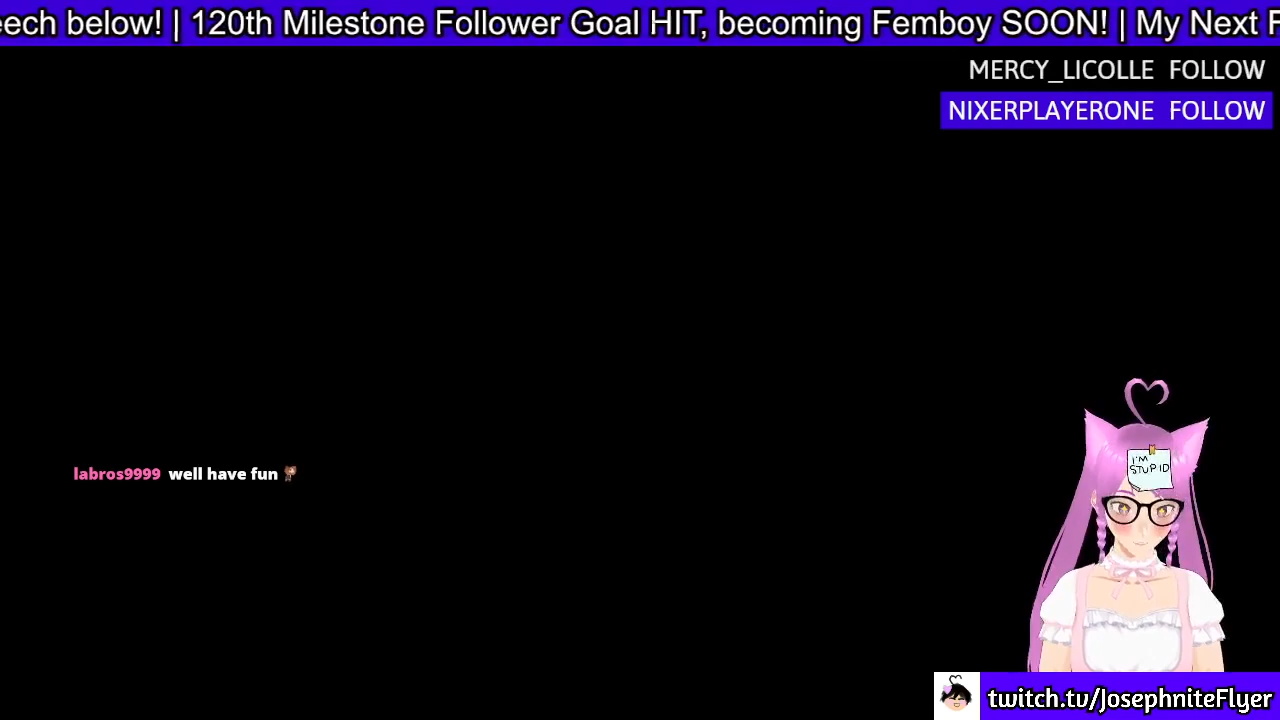 eech below! | 120th Milestone Follower Goal HIT, becoming Femboy SOON! | My Next F
MERCY_LICOLLE FOLLOW
NIXERPLAYERONE FOLLOW
labros9999 well have fun
I'M
STUPID
twitch.tv/JosephniteFlyer